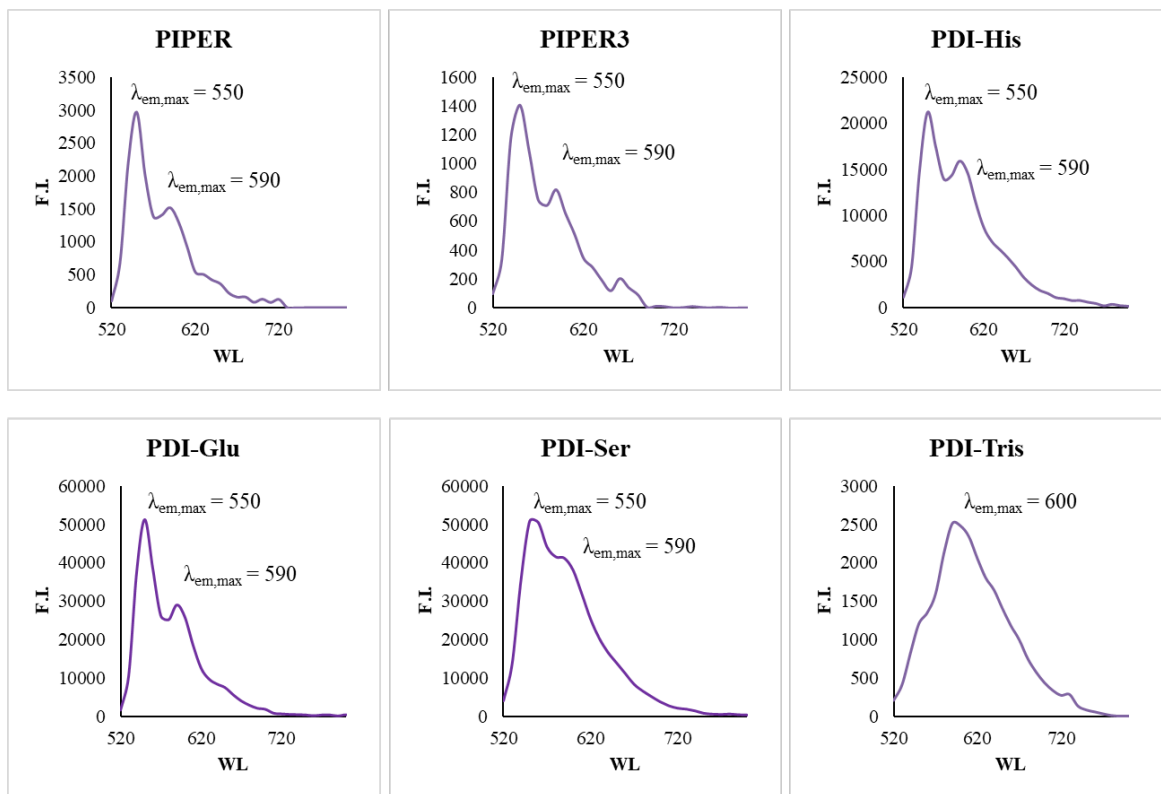 PIPER
λem,max = 550
λem,max = 590
3500
3000
2500
2000
1500
1000
500
0
F.I.
520 620 720
WL
PIPER3
λem,max = 550
λem,max = 590
1600
1400
1200
1000
800
600
400
200
0
F.I.
520 620 720
WL
PDI-His
λem,max = 550
λem,max = 590
25000
20000
15000
10000
5000
0
F.I.
520 620 720
WL
PDI-Glu
λem,max = 550
λem,max = 590
60000
50000
40000
30000
20000
10000
0
F.I.
520 620 720
WL
PDI-Ser
λem,max = 550
λem,max = 590
60000
50000
40000
30000
20000
10000
0
F.I.
520 620 720
WL
PDI-Tris
λem,max = 600
3000
2500
2000
1500
1000
500
0
F.I.
520 620 720
WL